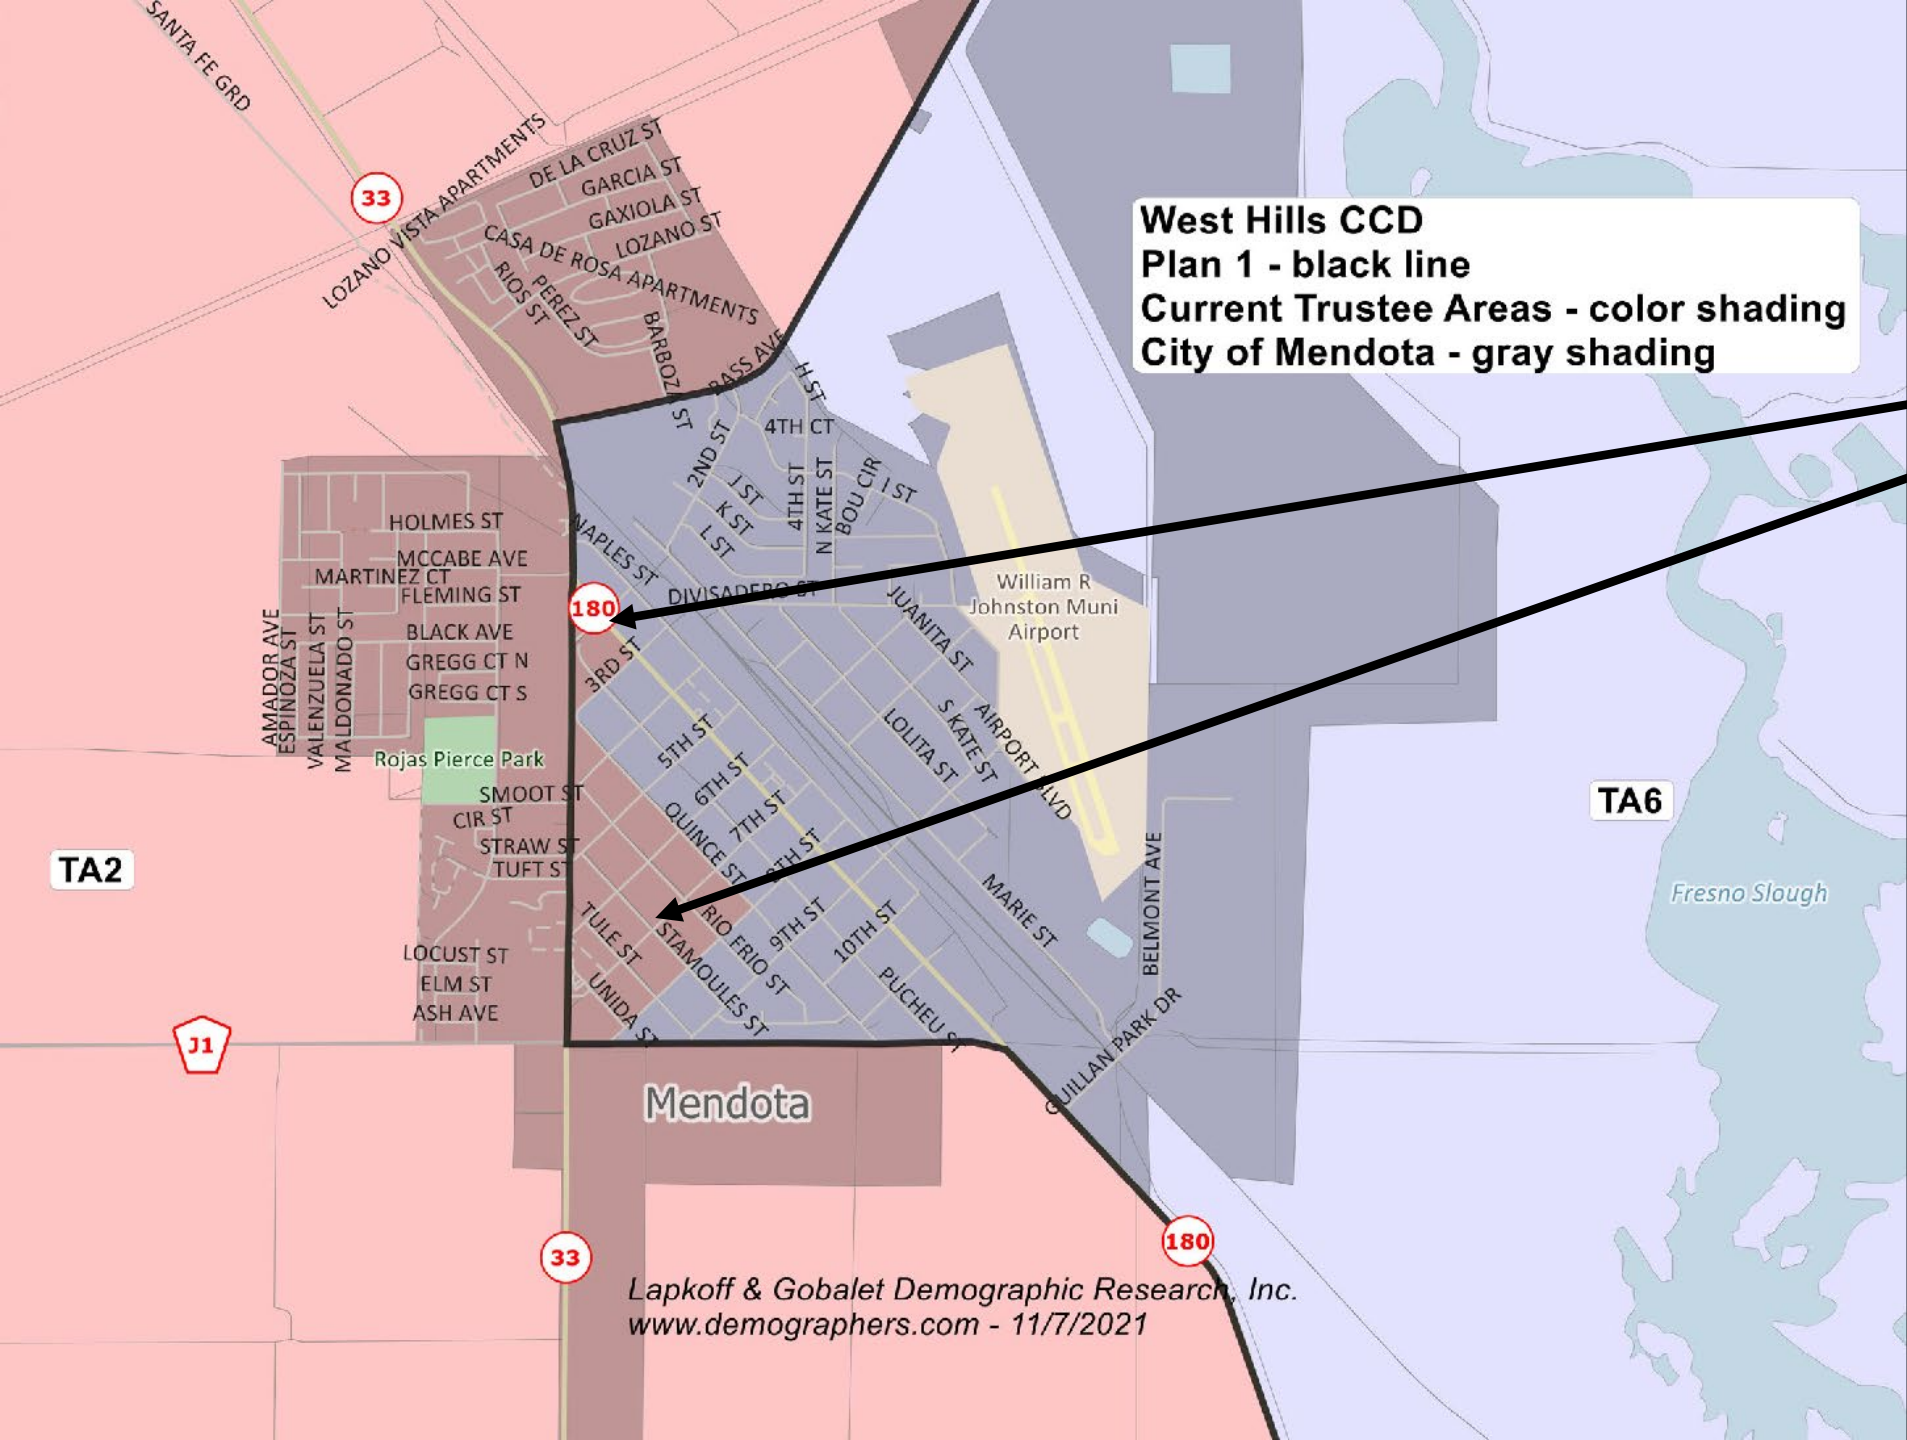 SANTA FE GRD
33
LOZANO VISTA APARTMENTS
DE LA CRUZ ST
GARCIA ST
GAXIOLA ST
LOZANO ST
CASA DE ROSA APARTMENTS
RIOS ST
PEREZ ST
BARBOZA ST
BASS AVE
H ST
West Hills CCD
Plan 1 - black line
Current Trustee Areas - color shading
City of Mendota - gray shading
4TH CT
2ND ST
J ST
K ST
L ST
4TH ST
N KATE ST
BOU CIR
I ST
HOLMES ST
MCCABE AVE
MARTINEZ CT
FLEMING ST
BLACK AVE
GREGG CT N
GREGG CT S
AMADOR AVE
ESPINOZA ST
VALENZUELA ST
MALDONADO ST
NAPLES ST
180
DIVISADERO ST
3RD ST
JUANITA ST
William R
Johnston Muni
Airport
Rojas Pierce Park
5TH ST
6TH ST
7TH ST
8TH ST
QUINCE ST
LOLITA ST
S KATE ST
AIRPORT BLVD
SMOOT ST
CIR ST
STRAW ST
TUFT ST
TA6
TA2
Fresno Slough
MARIE ST
BELMONT AVE
9TH ST
10TH ST
RIO FRIO ST
TULE ST
STAMOULES ST
UNIDA ST
PUCHEU ST
LOCUST ST
ELM ST
ASH AVE
GUILLAN PARK DR
J1
Mendota
33
180
Lapkoff & Gobalet Demographic Research, Inc.
www.demographers.com - 11/7/2021